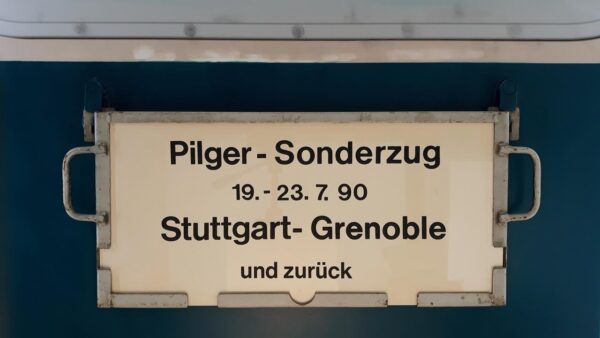 Pilger - Sonderzug
19. - 23. 7. 90
Stuttgart - Grenoble
und zurück